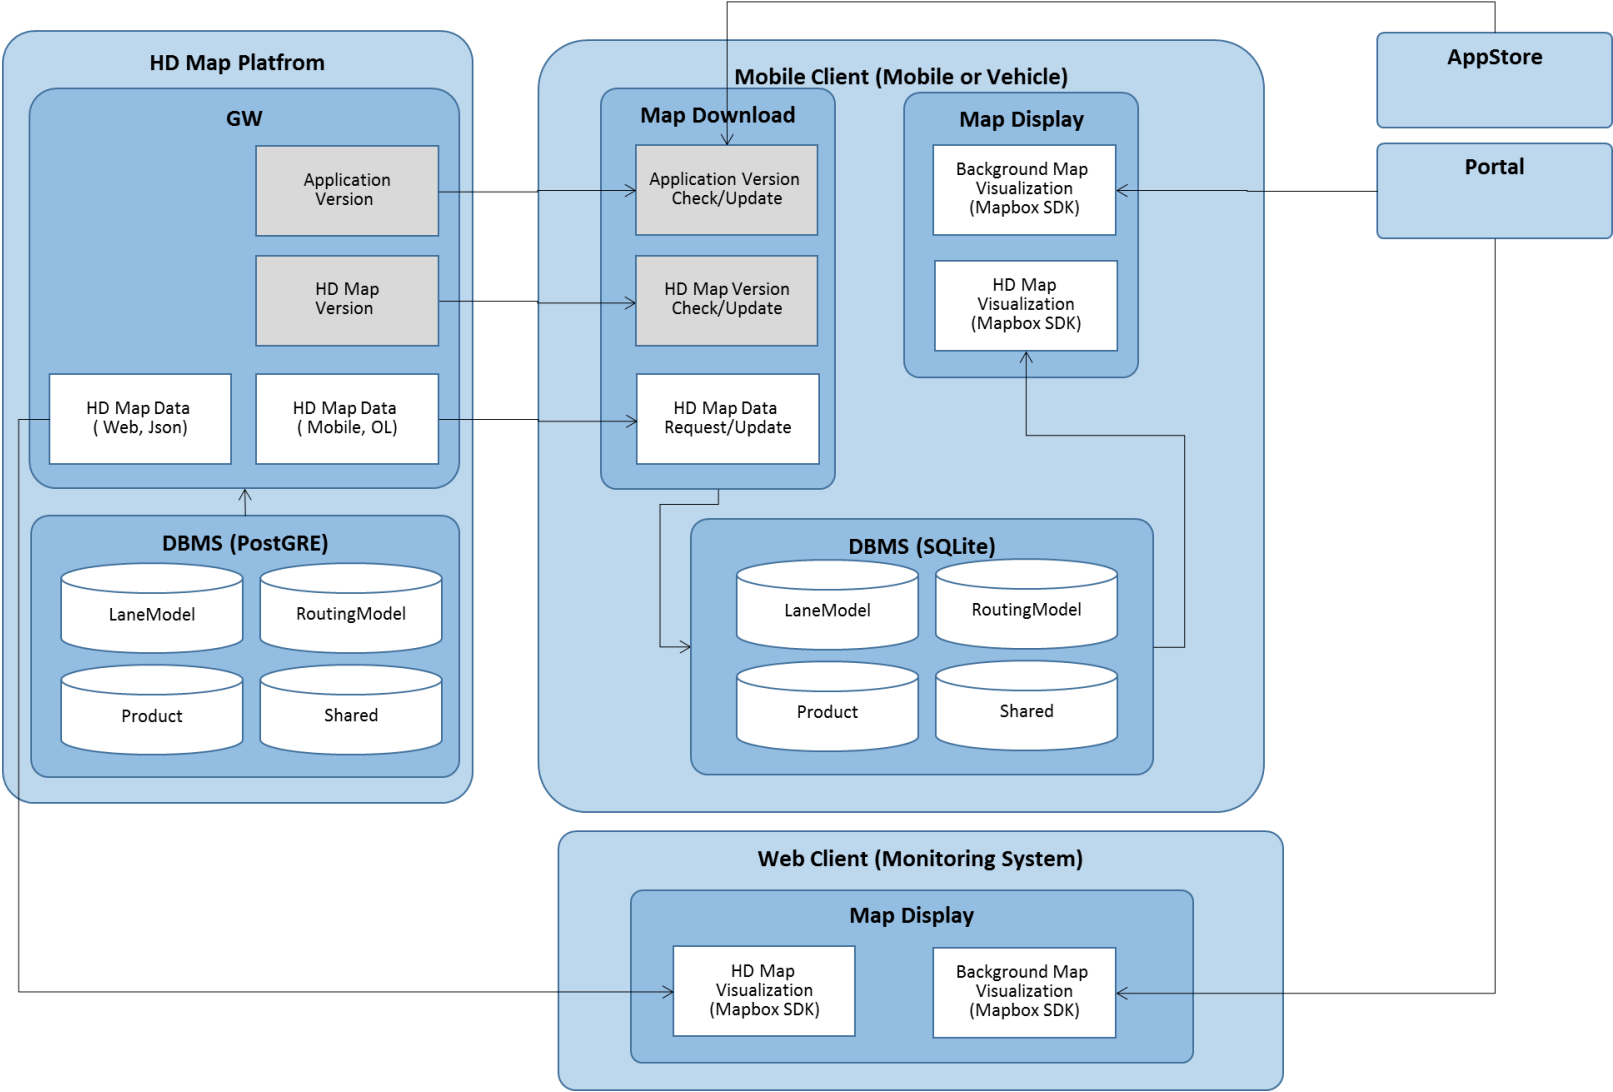 HD Map Platfrom
GW
Application
Version
HD Map
Version
HD Map Data
( Web, Json)
HD Map Data
( Mobile, OL)
DBMS (PostGRE)
LaneModel
RoutingModel
Product
Shared
Mobile Client (Mobile or Vehicle)
Map Download
Application Version
Check/Update
HD Map Version
Check/Update
HD Map Data
Request/Update
Map Display
Background Map
Visualization
(Mapbox SDK)
HD Map
Visualization
(Mapbox SDK)
DBMS (SQLite)
LaneModel
RoutingModel
Product
Shared
AppStore
Portal
Web Client (Monitoring System)
Map Display
HD Map
Visualization
(Mapbox SDK)
Background Map
Visualization
(Mapbox SDK)